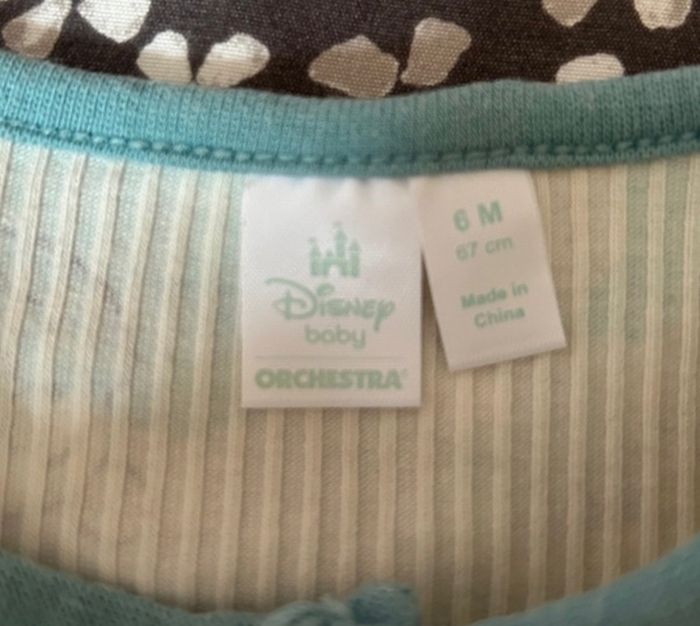 Disney
baby
ORCHESTRA
6 M
67 cm
Made in
China